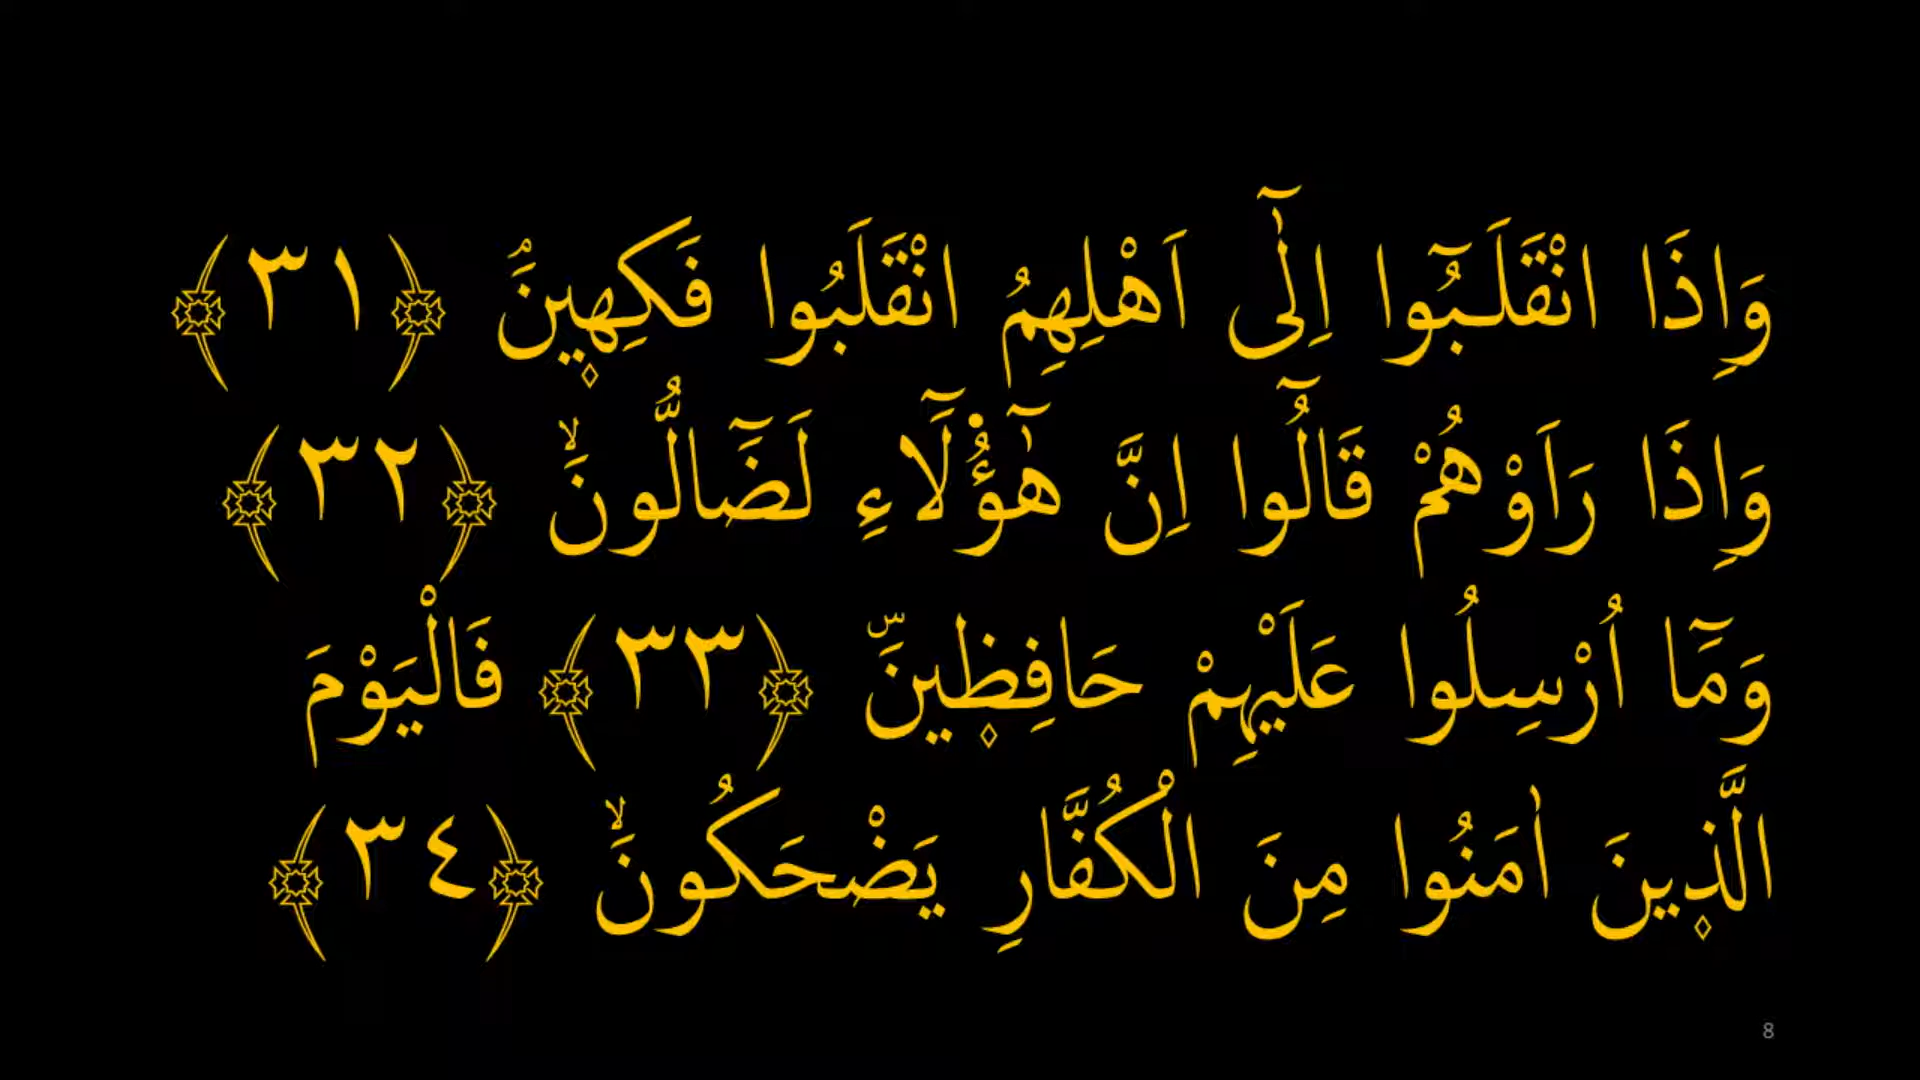 وَاِذَا انْقَلَـبُٓوا اِلٰٓى اَهْلِهِمُ انْقَلَبُوا فَكِهٖينَۘ ﴿٣١﴾
وَاِذَا رَاَوْهُمْ قَالُٓوا اِنَّ هٰٓؤُ۬لَٓاءِ لَضَٓالُّونَۙ ﴿٣٢﴾
وَمَٓا اُرْسِلُوا عَلَيْهِمْ حَافِظٖينَۜ ﴿٣٣﴾ فَالْيَوْمَ
الَّذٖينَ اٰمَنُوا مِنَ الْكُفَّارِ يَضْحَكُونَۙ ﴿٣٤﴾
8